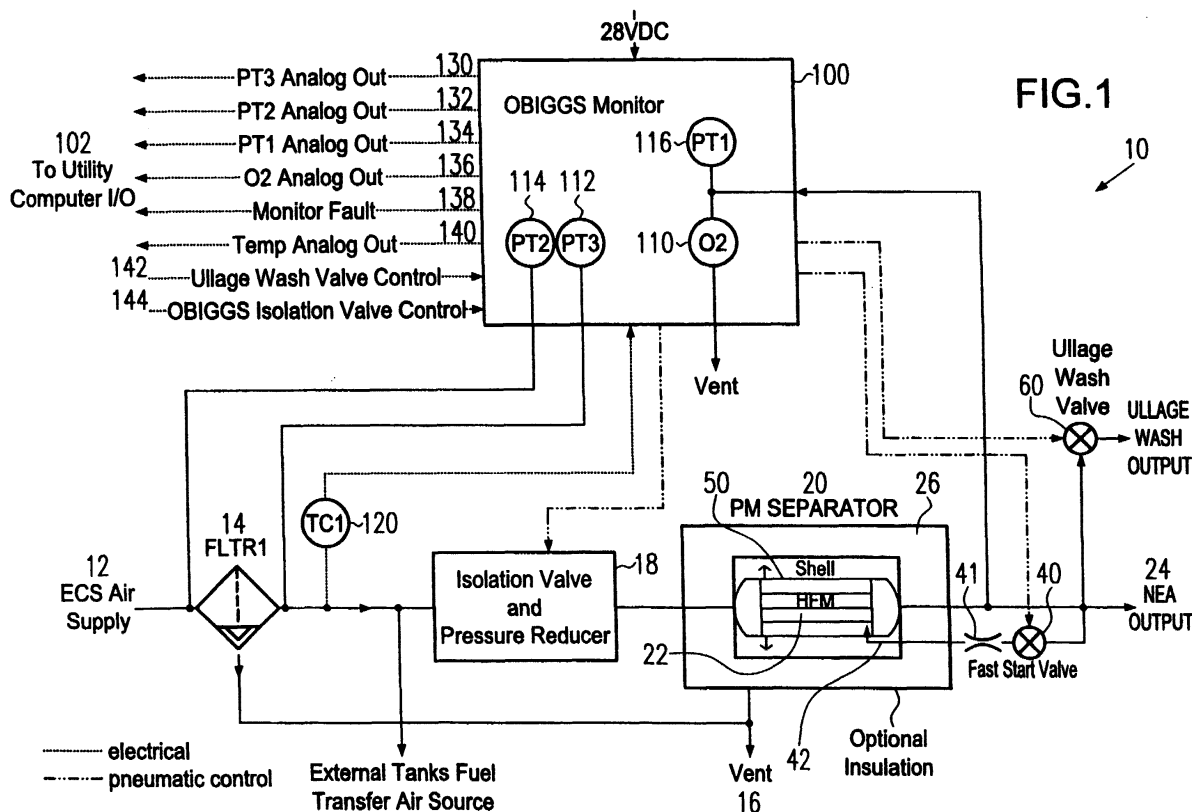 28VDC
FIG.1
10
100
OBIGGS Monitor
PT3 Analog Out 130
PT2 Analog Out 132
PT1 Analog Out 134
O2 Analog Out 136
Monitor Fault 138
Temp Analog Out 140
142 Ullage Wash Valve Control
144 OBIGGS Isolation Valve Control
102
To Utility
Computer I/O
116 PT1
114 112
PT2 PT3
110 O2
Vent
Ullage
Wash
Valve
60
ULLAGE
WASH
OUTPUT
TC1 120
14
FLTR1
12
ECS Air
Supply
18
Isolation Valve
and
Pressure Reducer
20
PM SEPARATOR
50
26
Shell
HFM
22
42
41
40
Fast Start Valve
24
NEA
OUTPUT
Optional
Insulation
Vent
16
External Tanks Fuel
Transfer Air Source
electrical
pneumatic control